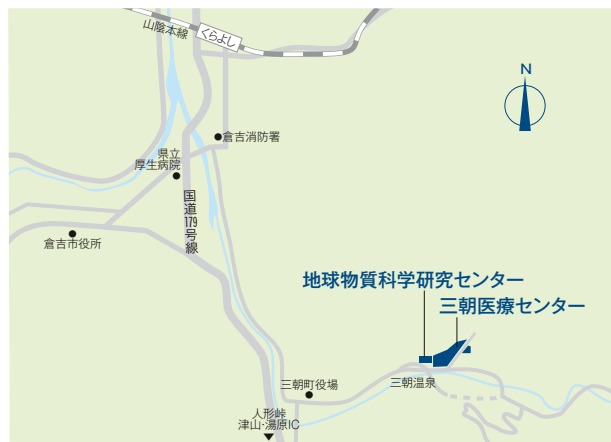 山陰本線
くらよし
N
倉吉消防署
県立
厚生病院
国道179号線
倉吉市役所
地球物質科学研究センター
三朝医療センター
三朝町役場
三朝温泉
人形峠
津山・湯原IC